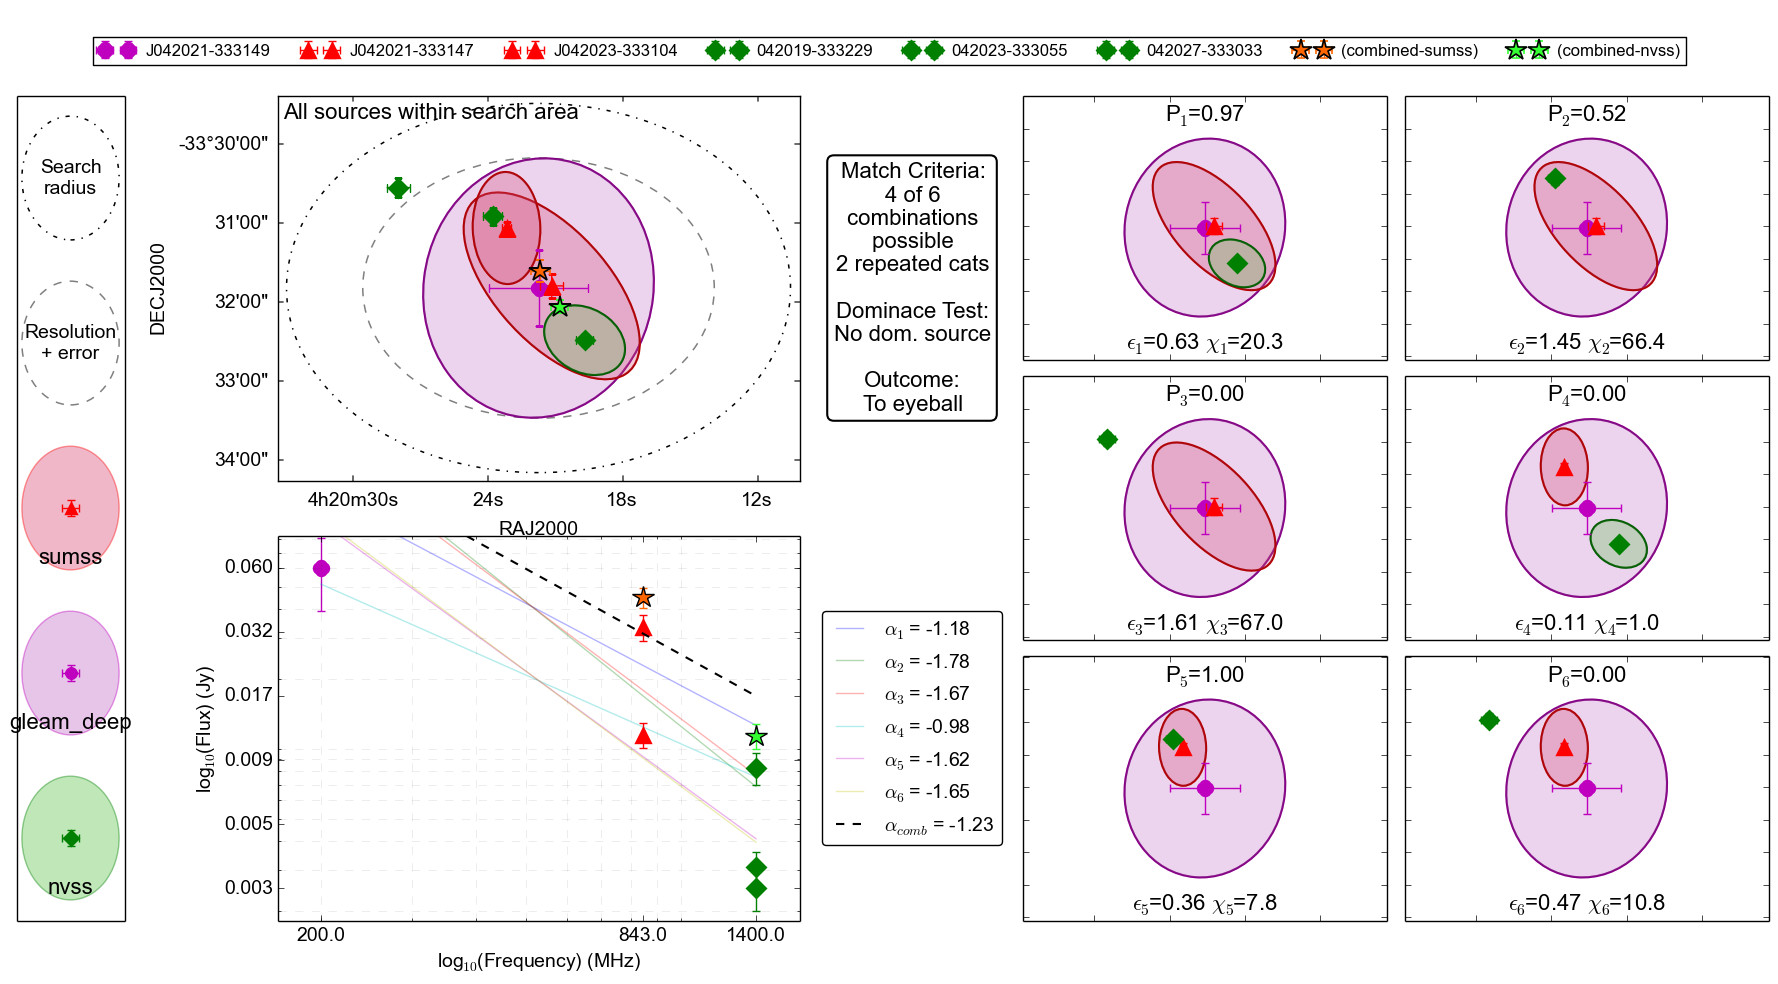 J042021-333149 J042021-333147 J042023-333104 042019-333229 042023-333055 042027-333033 (combined-sumss) (combined-nvss)
Search
radius
Resolution
+ error
sumss
gleam_deep
nvss
All sources within search area
DECJ2000
-33°30'00"
31'00"
32'00"
33'00"
34'00"
4h20m30s 24s 18s 12s
RAJ2000
log10(Flux) (Jy)
0.060
0.032
0.017
0.009
0.005
0.003
200.0 843.0 1400.0
log10(Frequency) (MHz)
Match Criteria:
4 of 6
combinations
possible
2 repeated cats
Dominace Test:
No dom. source
Outcome:
To eyeball
α1 = -1.18
α2 = -1.78
α3 = -1.67
α4 = -0.98
α5 = -1.62
α6 = -1.65
αcomb = -1.23
P1=0.97
ϵ1=0.63 χ1=20.3
P2=0.52
ϵ2=1.45 χ2=66.4
P3=0.00
ϵ3=1.61 χ3=67.0
P4=0.00
ϵ4=0.11 χ4=1.0
P5=1.00
ϵ5=0.36 χ5=7.8
P6=0.00
ϵ6=0.47 χ6=10.8